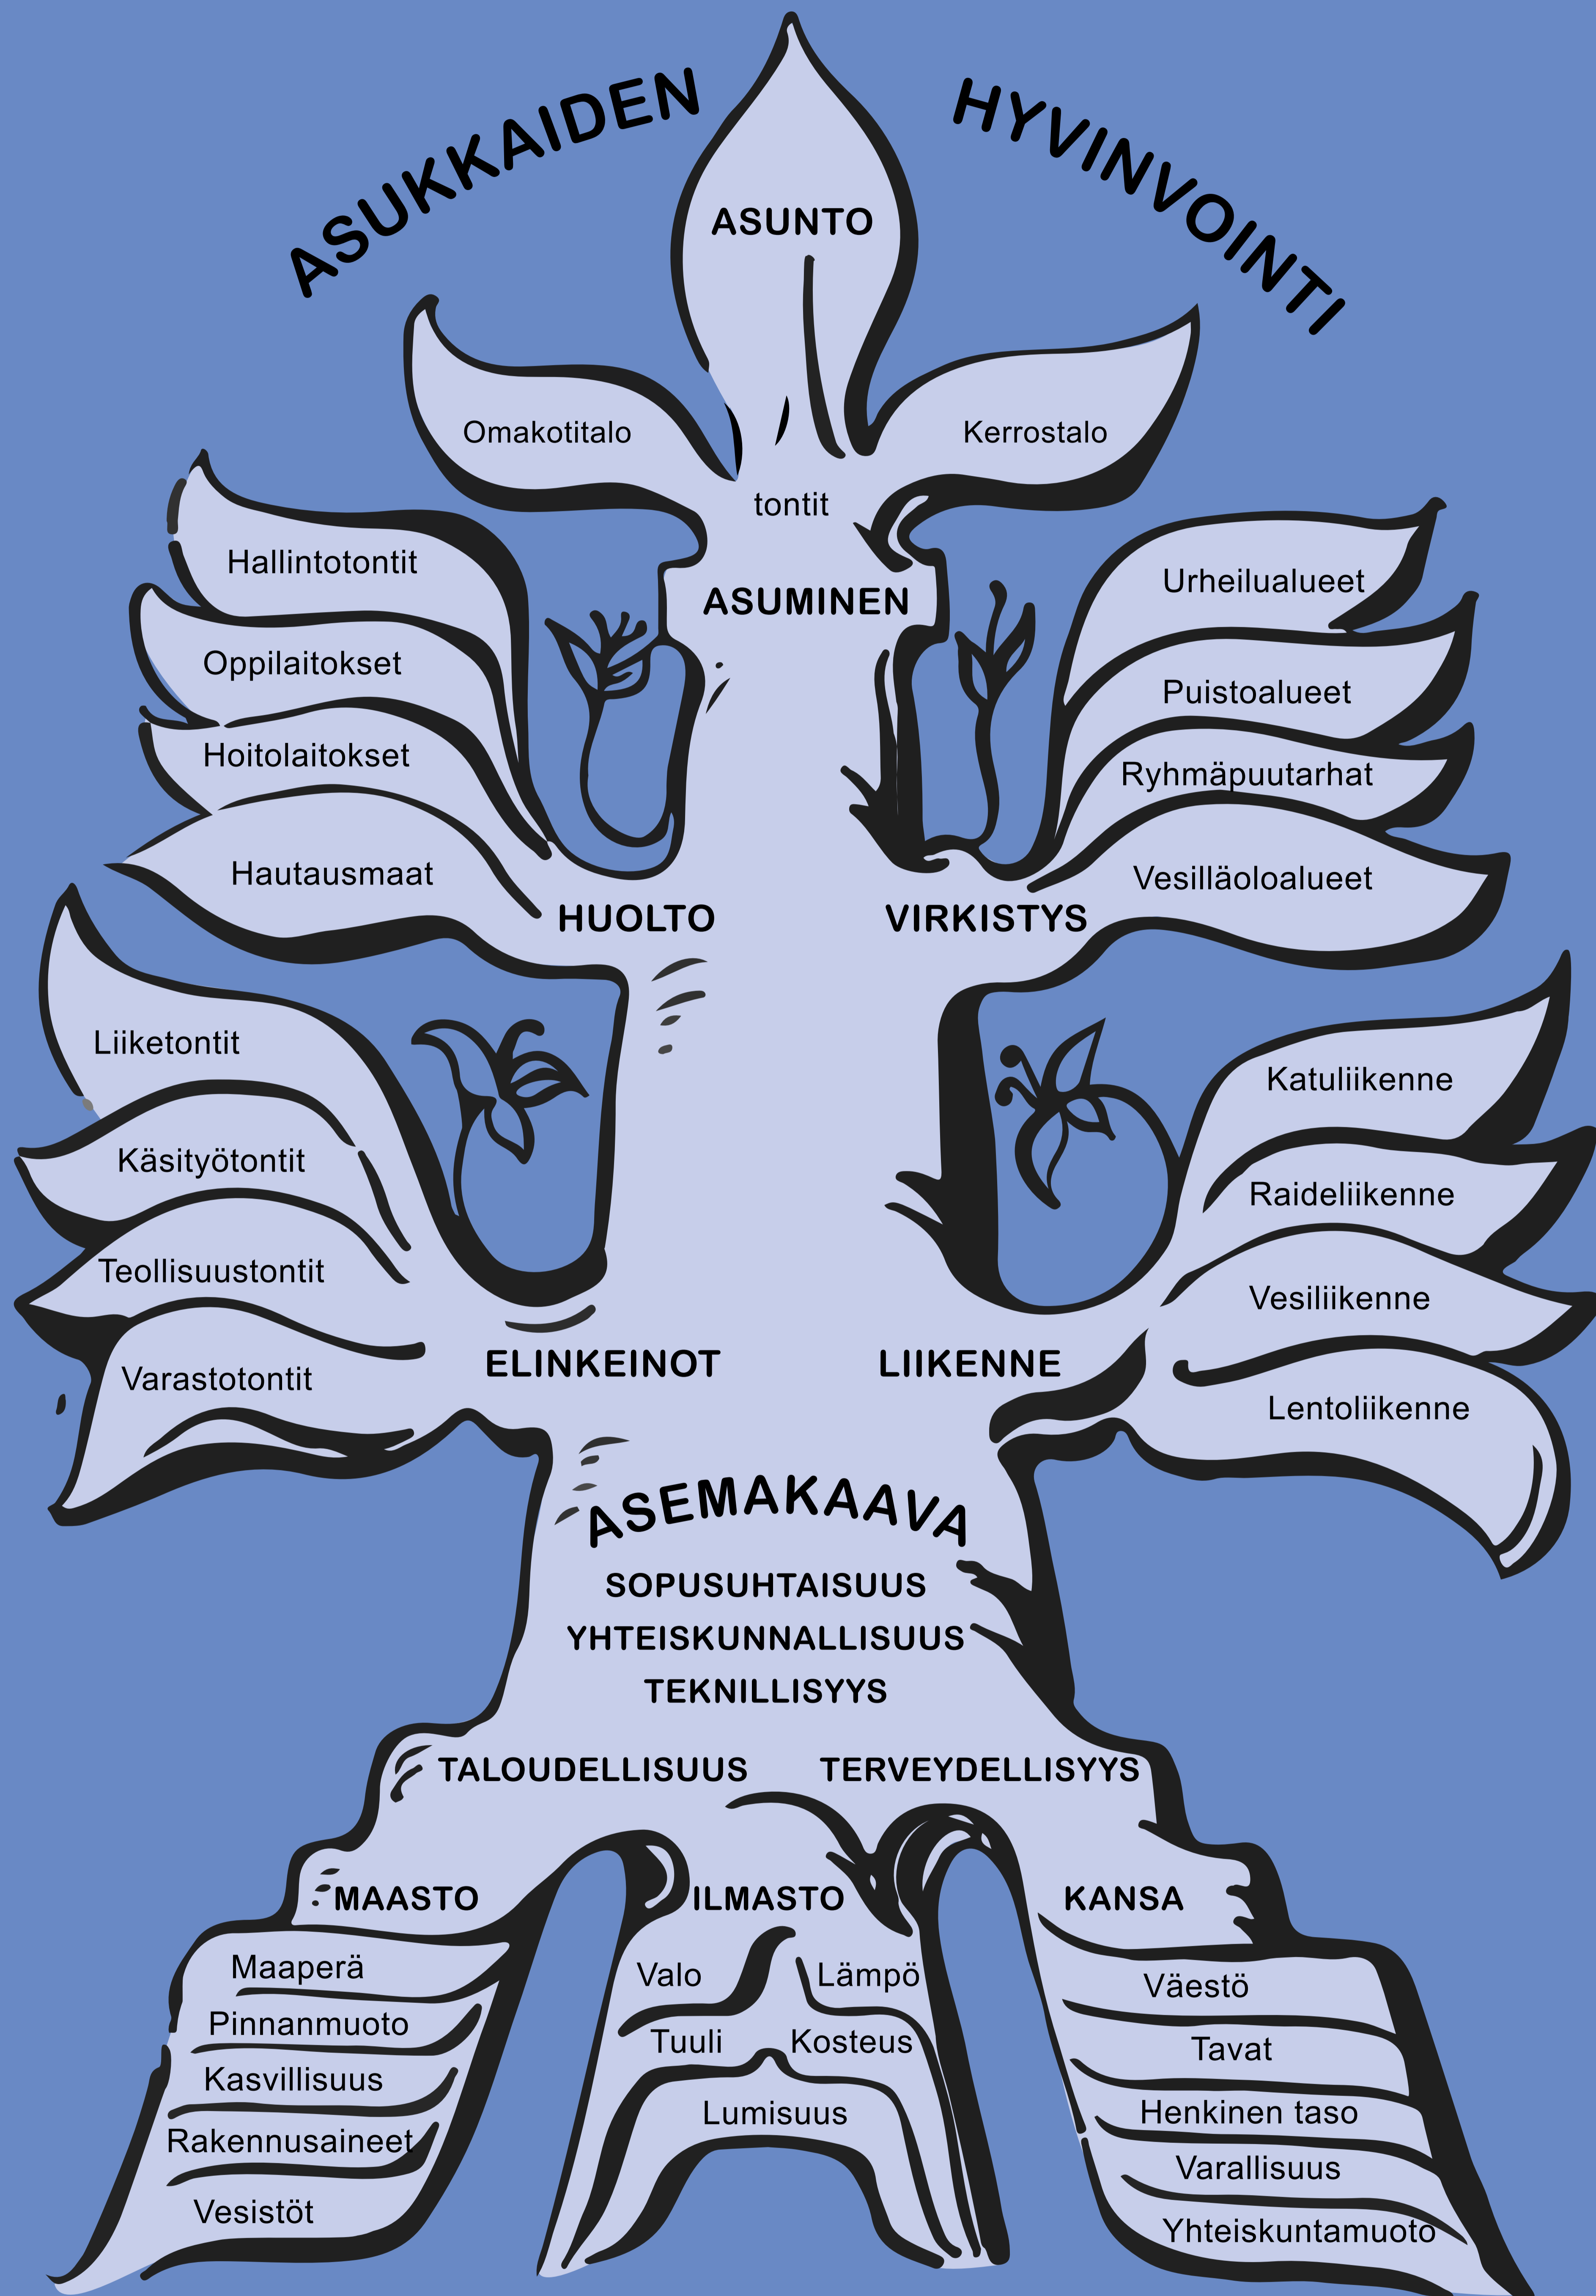 ASUKKAIDEN HYVINVOINTI
ASUNTO
Omakotitalo
Kerrostalo
tontit
ASUMINEN
Hallintotontit
Oppilaitokset
Hoitolaitokset
Hautausmaat
HUOLTO
Urheilualueet
Puistoalueet
Ryhmäpuutarhat
Vesilläoloalueet
VIRKISTYS
Liiketontit
Käsityötontit
Teollisuustontit
Varastotontit
ELINKEINOT
Katuliikenne
Raideliikenne
Vesiliikenne
Lentoliikenne
LIIKENNE
ASEMAKAAVA
SOPUSUHTAISUUS
YHTEISKUNNALLISUUS
TEKNILLISYYS
TALOUDELLISUUS
TERVEYDELLISYYS
MAASTO
Maaperä
Pinnanmuoto
Kasvillisuus
Rakennusaineet
Vesistöt
ILMASTO
Valo
Lämpö
Tuuli
Kosteus
Lumisuus
KANSA
Väestö
Tavat
Henkinen taso
Varallisuus
Yhteiskuntamuoto